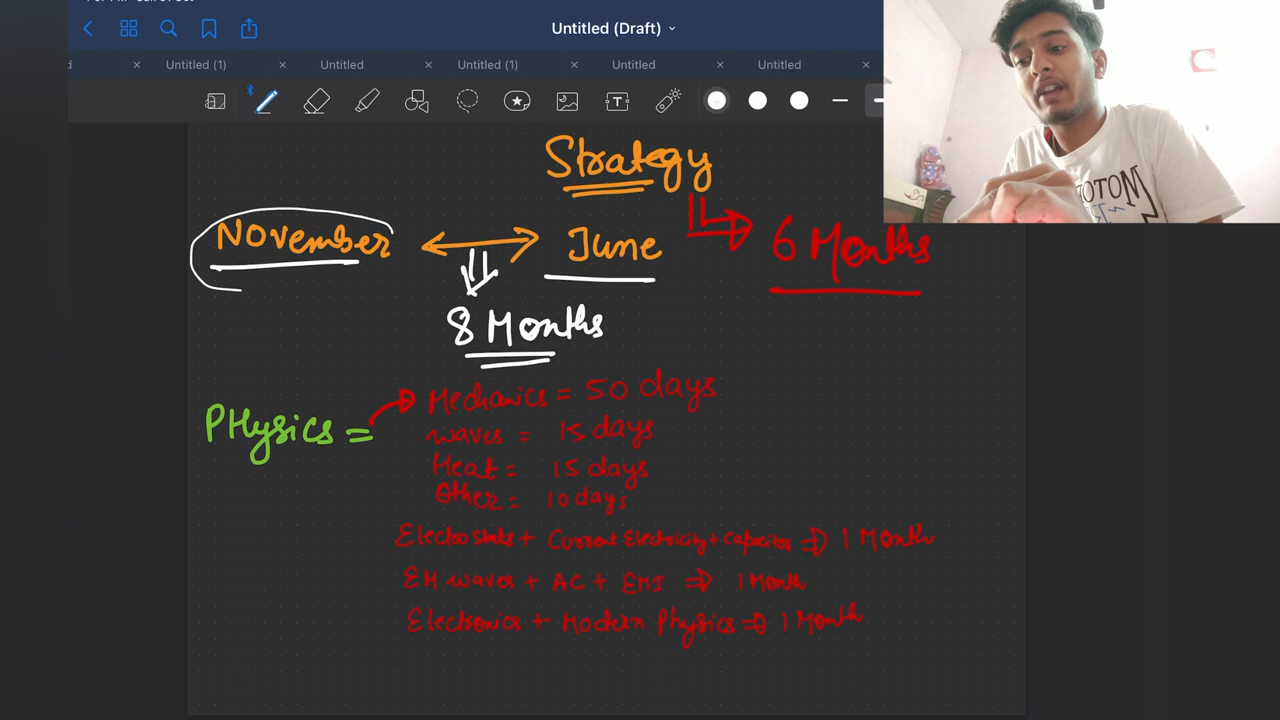 Untitled (Draft)
Untitled (1)
Untitled
Untitled (1)
Untitled
Untitled
Strategy
November
June
6 Months
8 Months
PHysics =
Mechanics = 50 days
waves = 15 days
Heat = 15 days
Other = 10 days
Electrostats + Current Electricity + Capacitor ⇒ 1 Month
EM waves + AC + EMI ⇒ 1 Month
Electronics + Modern Physics ⇒ 1 Month